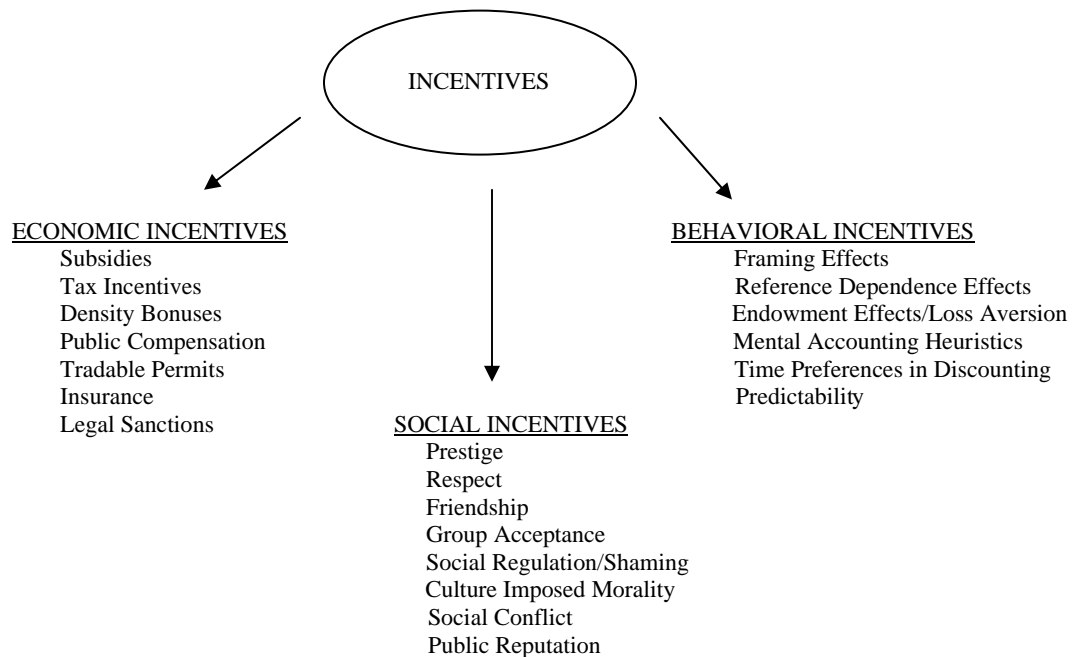 INCENTIVES
ECONOMIC INCENTIVES
Subsidies
Tax Incentives
Density Bonuses
Public Compensation
Tradable Permits
Insurance
Legal Sanctions
SOCIAL INCENTIVES
Prestige
Respect
Friendship
Group Acceptance
Social Regulation/Shaming
Culture Imposed Morality
Social Conflict
Public Reputation
BEHAVIORAL INCENTIVES
Framing Effects
Reference Dependence Effects
Endowment Effects/Loss Aversion
Mental Accounting Heuristics
Time Preferences in Discounting
Predictability